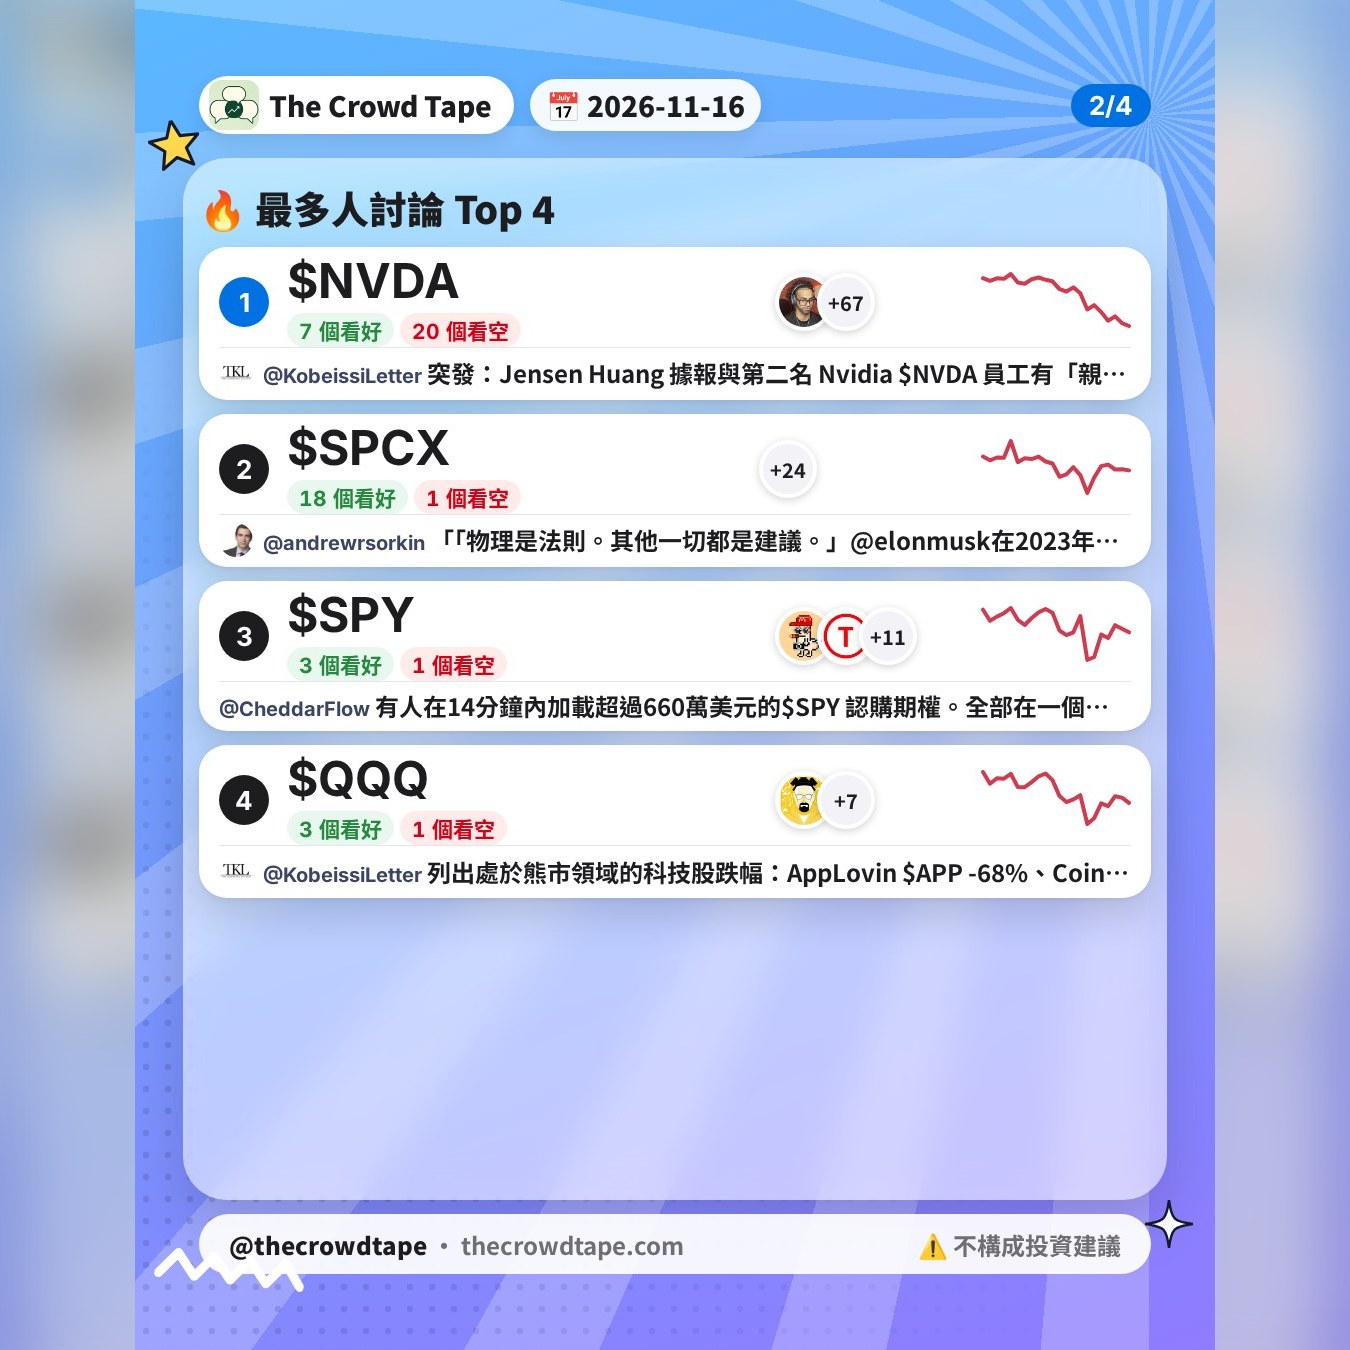 The Crowd Tape
July 17 2026-11-16
2/4
🔥 最多人討論 Top 4
1
$NVDA
7 個看好 20 個看空
+67
TKL @KobeissiLetter 突發：Jensen Huang 據報與第二名 Nvidia $NVDA 員工有「親…
2
$SPCX
18 個看好 1 個看空
+24
@andrewrsorkin 「「物理是法則。其他一切都是建議。」@elonmusk在2023年…
3
$SPY
3 個看好 1 個看空
T +11
@CheddarFlow 有人在14分鐘內加載超過660萬美元的$SPY 認購期權。全部在一個…
4
$QQQ
3 個看好 1 個看空
+7
TKL @KobeissiLetter 列出處於熊市領域的科技股跌幅：AppLovin $APP -68%、Coin…
@thecrowdtape • thecrowdtape.com
⚠️ 不構成投資建議